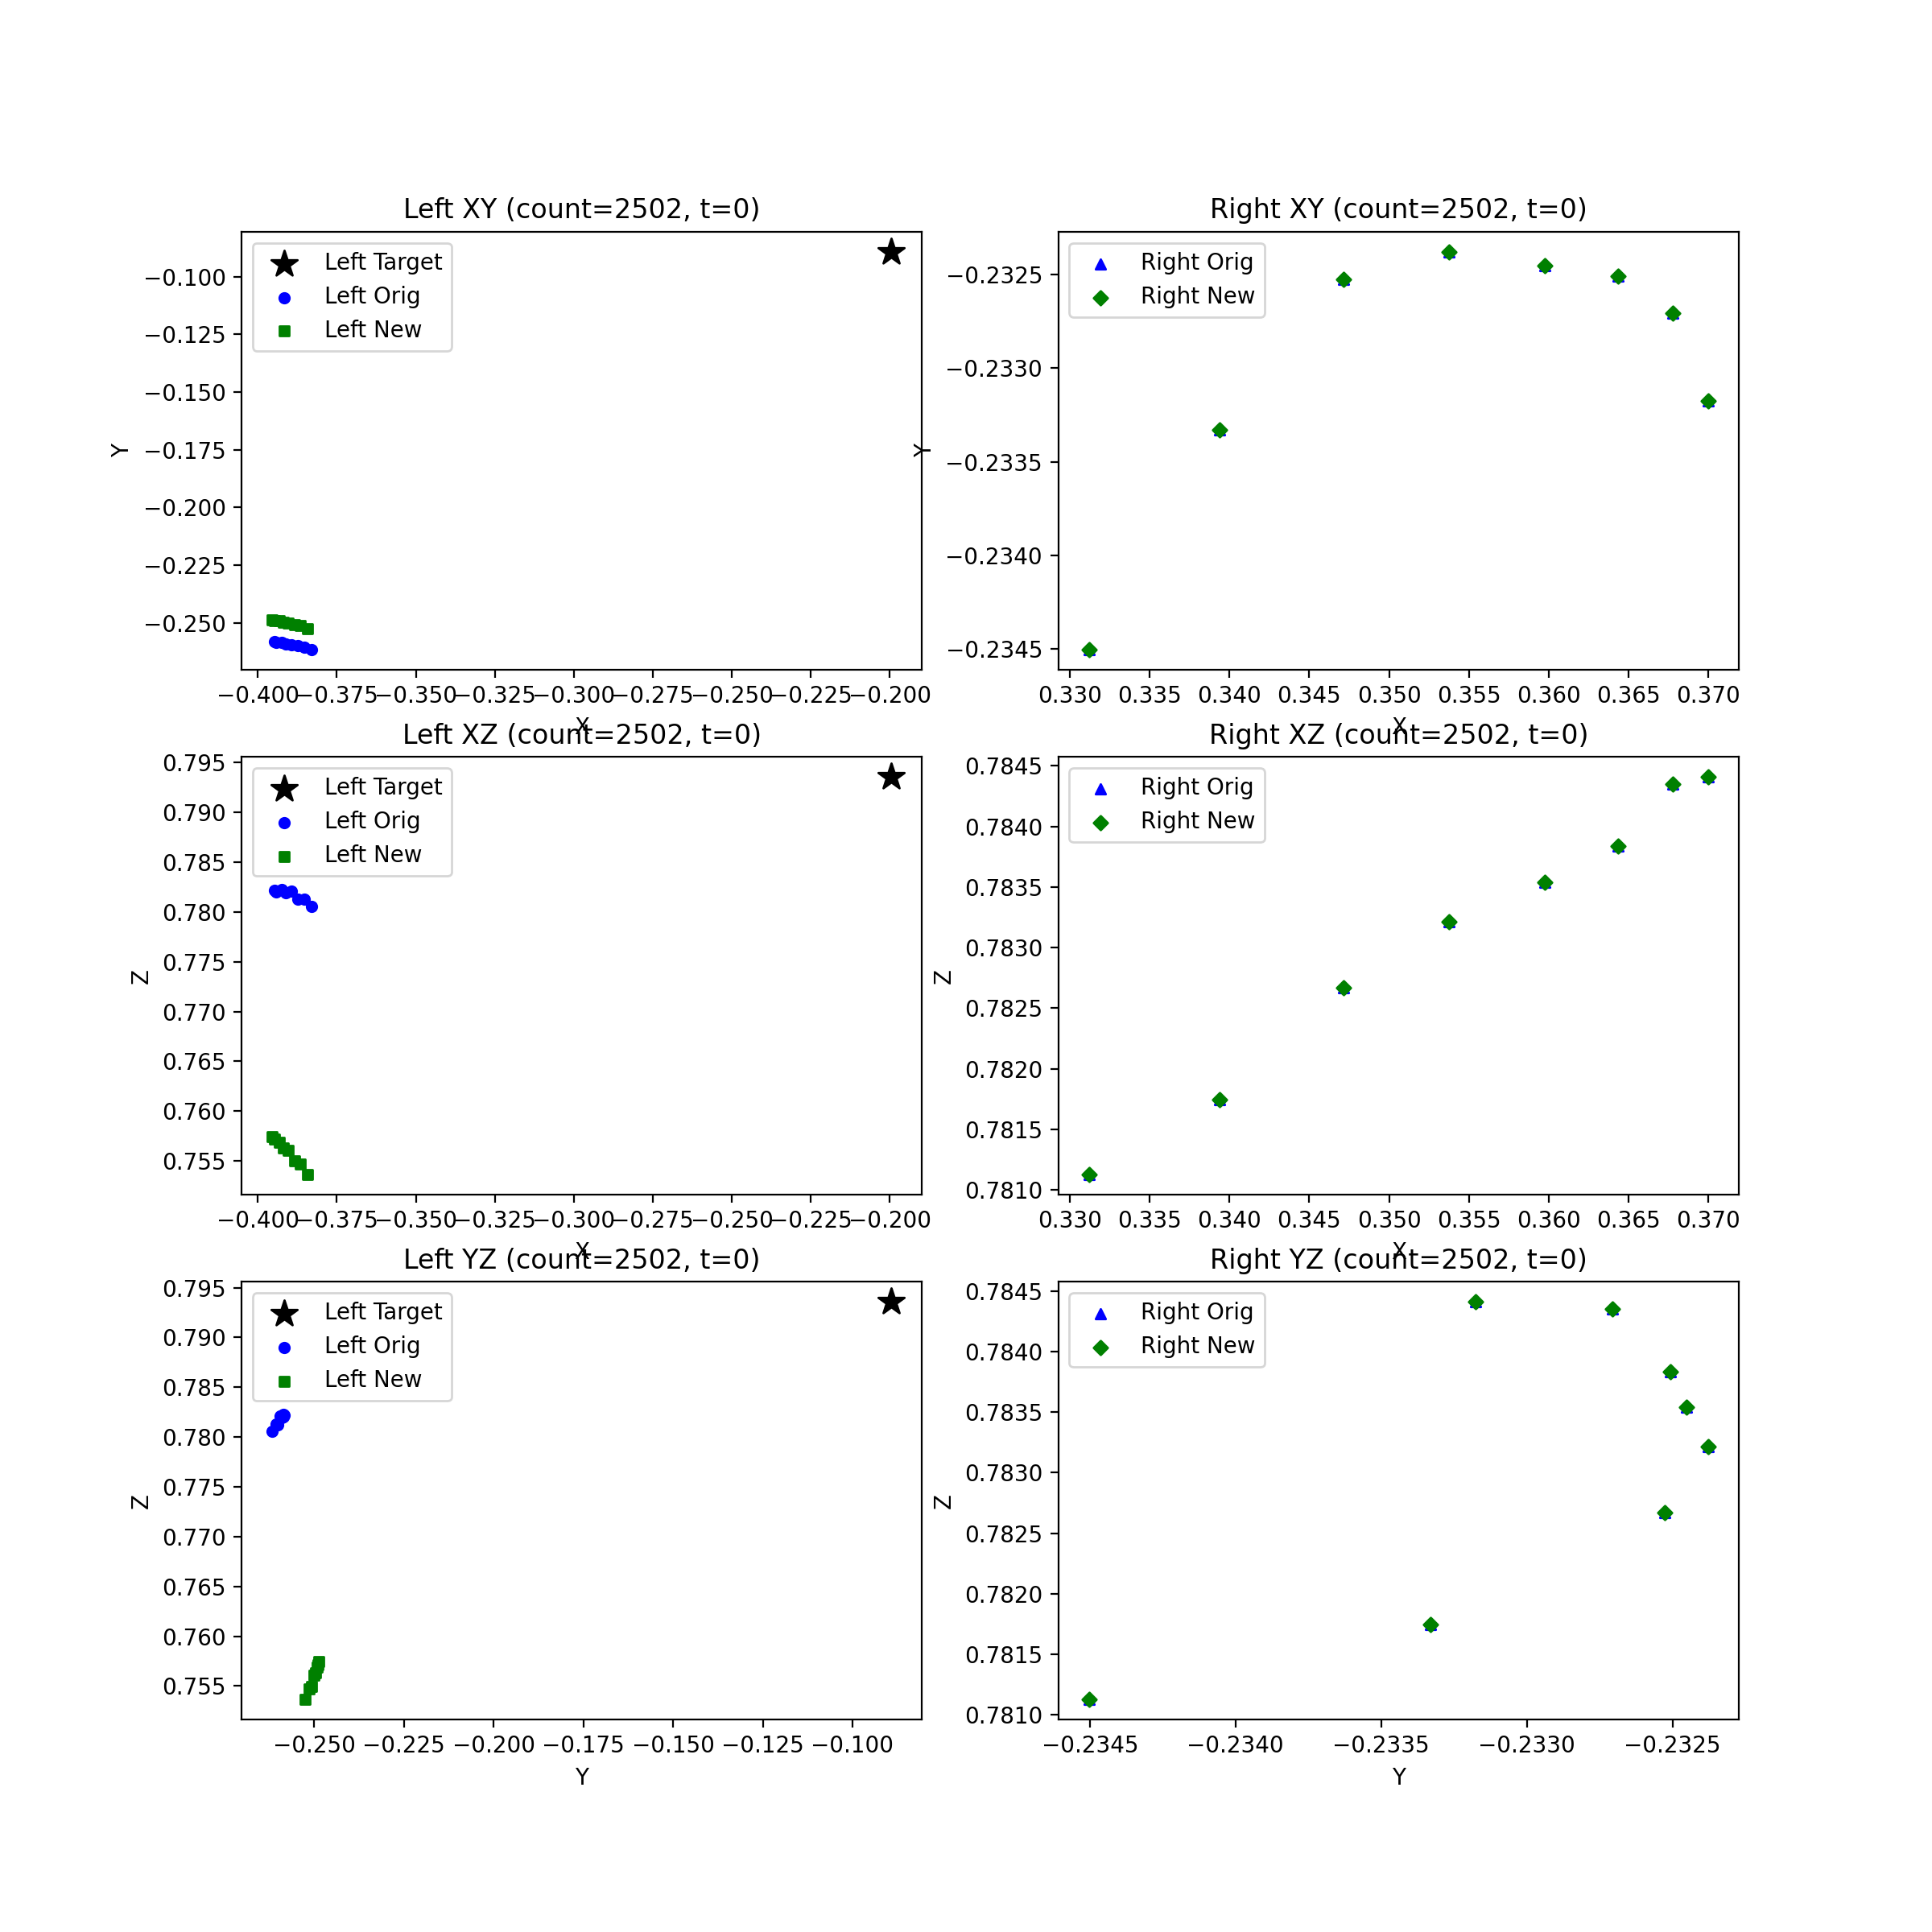 Left XY (count=2502, t=0)
Left Target
Left Orig
Left New
−0.100
−0.125
−0.150
−0.175
−0.200
−0.225
−0.250
Y
−0.400 −0.375 −0.350 −0.325 −0.300 −0.275 −0.250 −0.225 −0.200
X
Right XY (count=2502, t=0)
Right Orig
Right New
−0.2325
−0.2330
−0.2335
−0.2340
−0.2345
Y
0.330 0.335 0.340 0.345 0.350 0.355 0.360 0.365 0.370
X
Left XZ (count=2502, t=0)
Left Target
Left Orig
Left New
0.795
0.790
0.785
0.780
0.775
0.770
0.765
0.760
0.755
Z
−0.400 −0.375 −0.350 −0.325 −0.300 −0.275 −0.250 −0.225 −0.200
X
Right XZ (count=2502, t=0)
Right Orig
Right New
0.7845
0.7840
0.7835
0.7830
0.7825
0.7820
0.7815
0.7810
Z
0.330 0.335 0.340 0.345 0.350 0.355 0.360 0.365 0.370
X
Left YZ (count=2502, t=0)
Left Target
Left Orig
Left New
0.795
0.790
0.785
0.780
0.775
0.770
0.765
0.760
0.755
Z
−0.250 −0.225 −0.200 −0.175 −0.150 −0.125 −0.100
Y
Right YZ (count=2502, t=0)
Right Orig
Right New
0.7845
0.7840
0.7835
0.7830
0.7825
0.7820
0.7815
0.7810
Z
−0.2345 −0.2340 −0.2335 −0.2330 −0.2325
Y